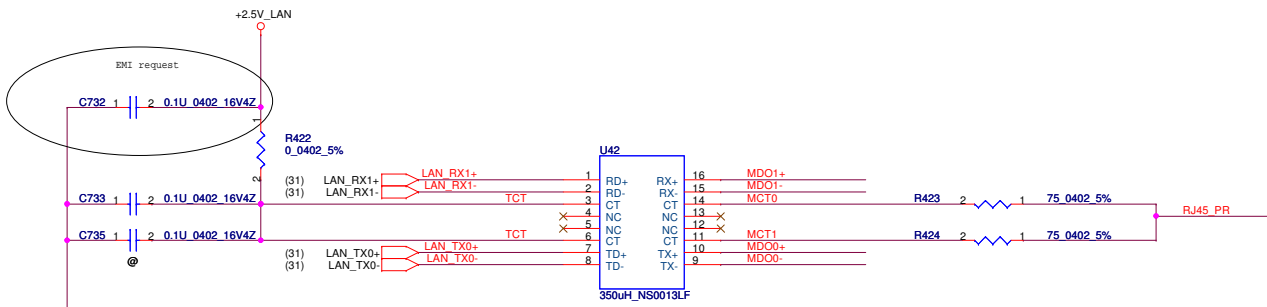 +2.5V_LAN
EMI request
C732 1 2 0.1U_0402_16V4Z
1
R422
0_0402_5%
2
U42
(31) LAN_RX1+ LAN_RX1+ 1 RD+ RX+ 16 MDO1+
(31) LAN_RX1- LAN_RX1- 2 RD- RX- 15 MDO1-
C733 1 2 0.1U_0402_16V4Z TCT 3 CT CT 14 MCT0 R423 2 1 75_0402_5%
4 NC NC 13
RJ45_PR
5 NC NC 12
C735 1 2 0.1U_0402_16V4Z TCT 6 CT CT 11 MCT1 R424 2 1 75_0402_5%
(31) LAN_TX0+ LAN_TX0+ 7 TD+ TX+ 10 MDO0+
@
(31) LAN_TX0- LAN_TX0- 8 TD- TX- 9 MDO0-
350uH_NS0013LF